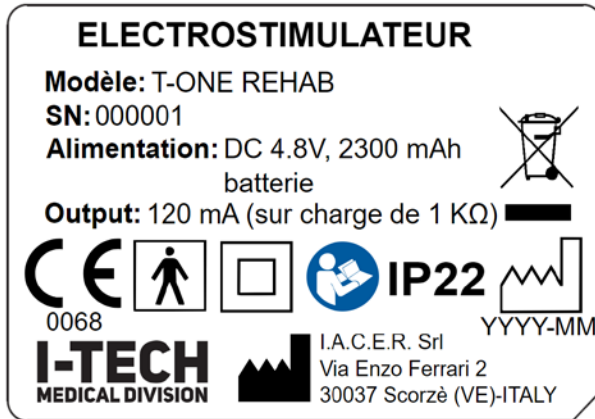 ELECTROSTIMULATEUR
Modèle: T-ONE REHAB
SN: 000001
Alimentation: DC 4.8V, 2300 mAh
batterie
Output: 120 mA (sur charge de 1 KΩ)
CE
0068
IP22
YYYY-MM
I-TECH
MEDICAL DIVISION
I.A.C.E.R. Srl
Via Enzo Ferrari 2
30037 Scorzè (VE)-ITALY